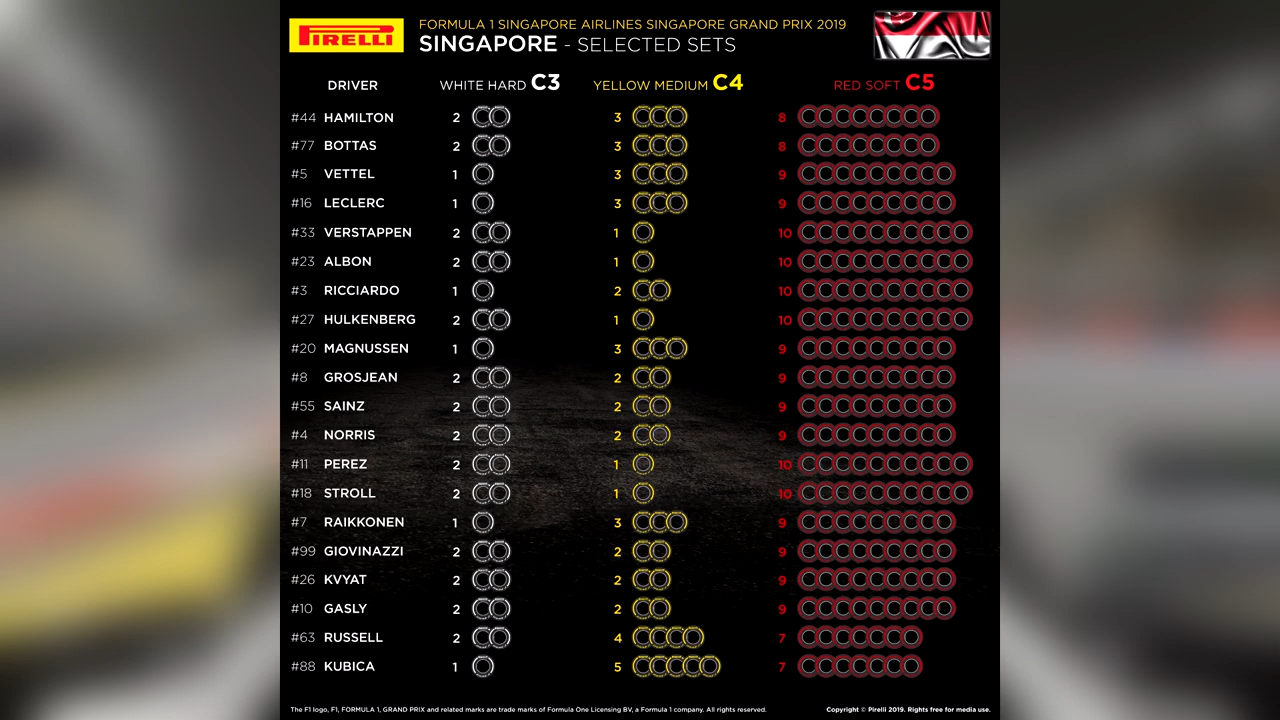 PIRELLI
FORMULA 1 SINGAPORE AIRLINES SINGAPORE GRAND PRIX 2019
SINGAPORE - SELECTED SETS
DRIVER WHITE HARD C3 YELLOW MEDIUM C4 RED SOFT C5
#44 HAMILTON 2 3 8
#77 BOTTAS 2 3 8
#5 VETTEL 1 3 9
#16 LECLERC 1 3 9
#33 VERSTAPPEN 2 1 10
#23 ALBON 2 1 10
#3 RICCIARDO 1 2 10
#27 HULKENBERG 2 1 10
#20 MAGNUSSEN 1 3 9
#8 GROSJEAN 2 2 9
#55 SAINZ 2 2 9
#4 NORRIS 2 2 9
#11 PEREZ 2 1 10
#18 STROLL 2 1 10
#7 RAIKKONEN 1 3 9
#99 GIOVINAZZI 2 2 9
#26 KVYAT 2 2 9
#10 GASLY 2 2 9
#63 RUSSELL 2 4 7
#88 KUBICA 1 5 7
The F1 logo, F1, FORMULA 1, GRAND PRIX and related marks are trade marks of Formula One Licensing BV, a Formula 1 company. All rights reserved. Copyright © Pirelli 2019. Rights free for media use.